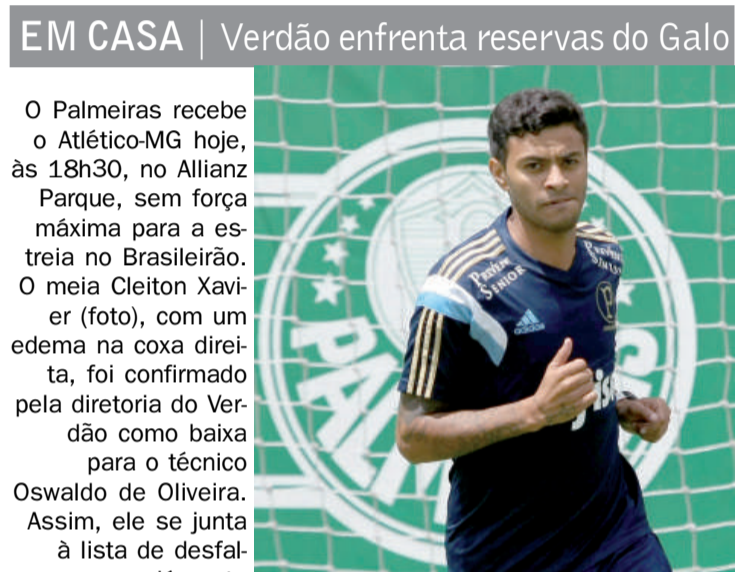 EM CASA | Verdão enfrenta reservas do Galo
O Palmeiras recebe
o Atlético-MG hoje,
às 18h30, no Allianz
Parque, sem força
máxima para a es-
treia no Brasileirão.
O meia Cleiton Xavi-
er (foto), com um
edema na coxa direi-
ta, foi confirmado
pela diretoria do Ver-
dão como baixa
para o técnico
Oswaldo de Oliveira.
Assim, ele se junta
à lista de desfal-
PREVENT
SENIOR
adidas
P
PALM